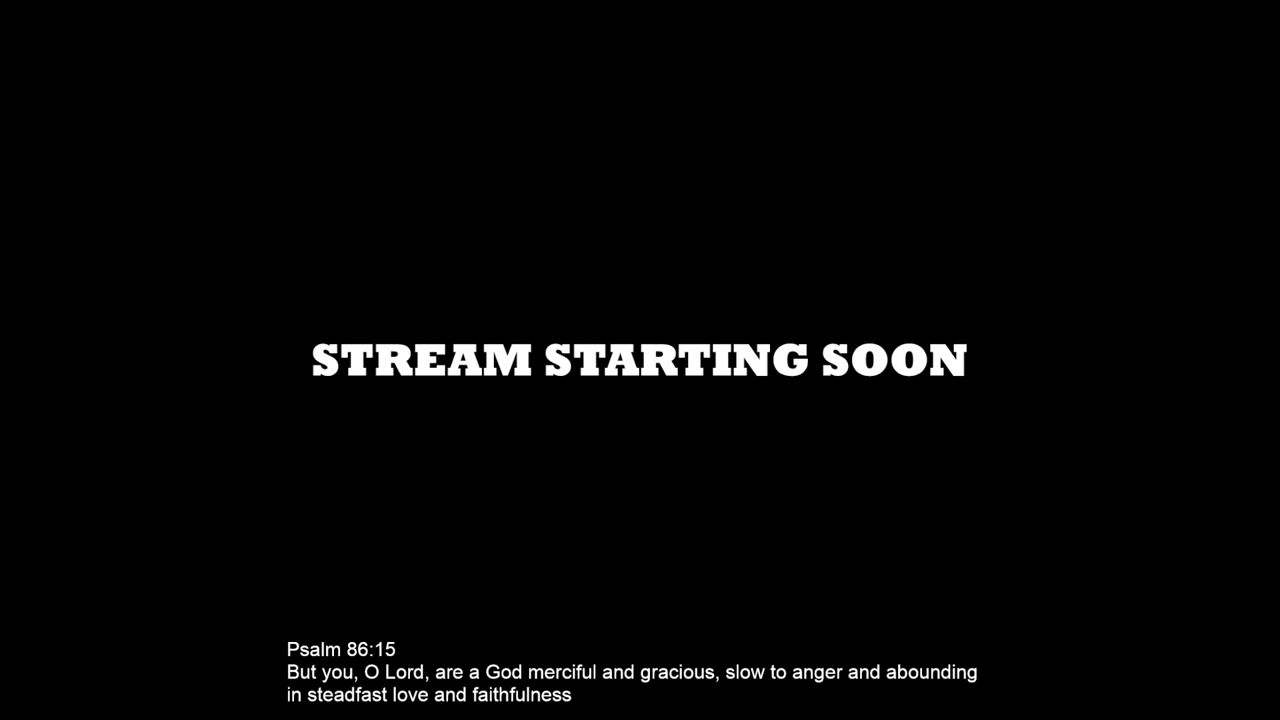 STREAM STARTING SOON
Psalm 86:15
But you, O Lord, are a God merciful and gracious, slow to anger and abounding
in steadfast love and faithfulness